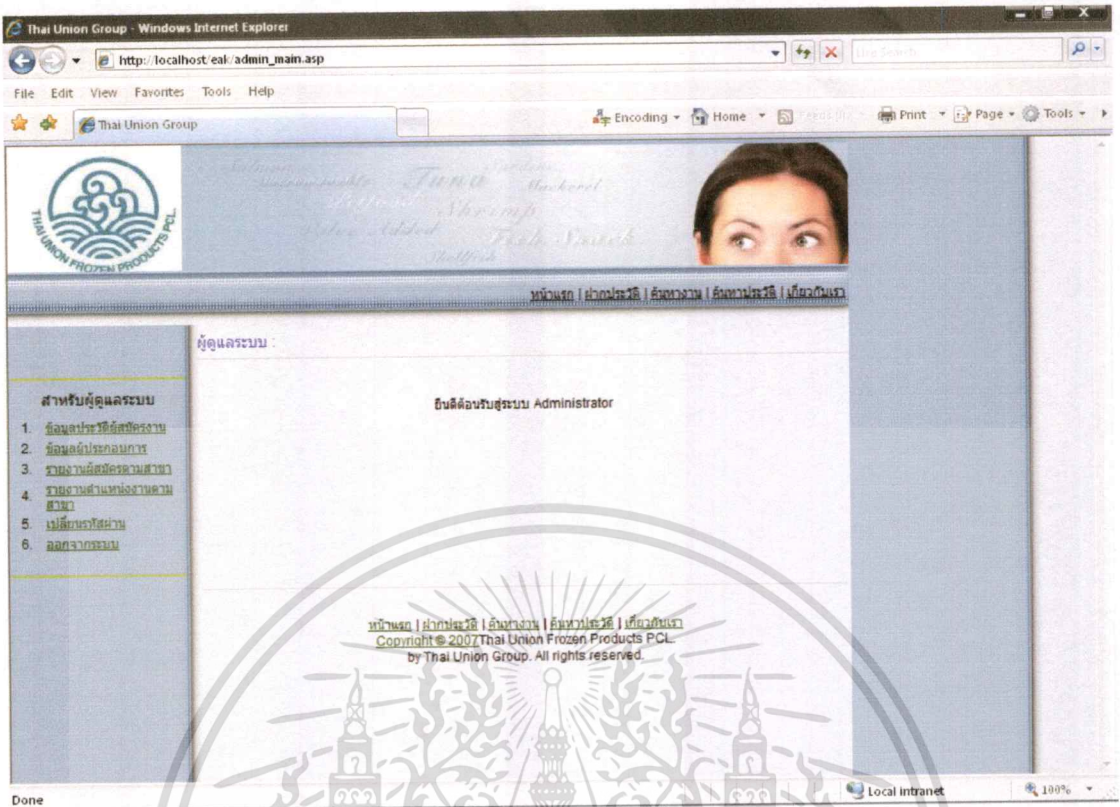 Thai Union Group - Windows Internet Explorer
http://localhost/eak/admin_main.asp
File Edit View Favorites Tools Help
Thai Union Group
Encoding Home Print Page Tools
THAI UNION FROZEN PRODUCTS PCL.
Tuna
Mackerel
Shrimp
Value Added
หน้าแรก | ฝากประวัติ | ค้นหางาน | ค้นหาประวัติ | เกี่ยวกับเรา
ผู้ดูแลระบบ :
สำหรับผู้ดูแลระบบ
ยินดีต้อนรับสู่ระบบ Administrator
1. ข้อมูลประวัติผู้สมัครงาน
2. ข้อมูลผู้ประกอบการ
3. รายงานผู้สมัครตามสาขา
4. รายงานตำแหน่งงานตาม
สาขา
5. เปลี่ยนรหัสผ่าน
6. ออกจากระบบ
หน้าแรก | ฝากประวัติ | ค้นหางาน | ค้นหาประวัติ | เกี่ยวกับเรา
Copyright © 2007Thai Union Frozen Products PCL.
by Thai Union Group. All rights reserved.
Done
Local intranet
100%